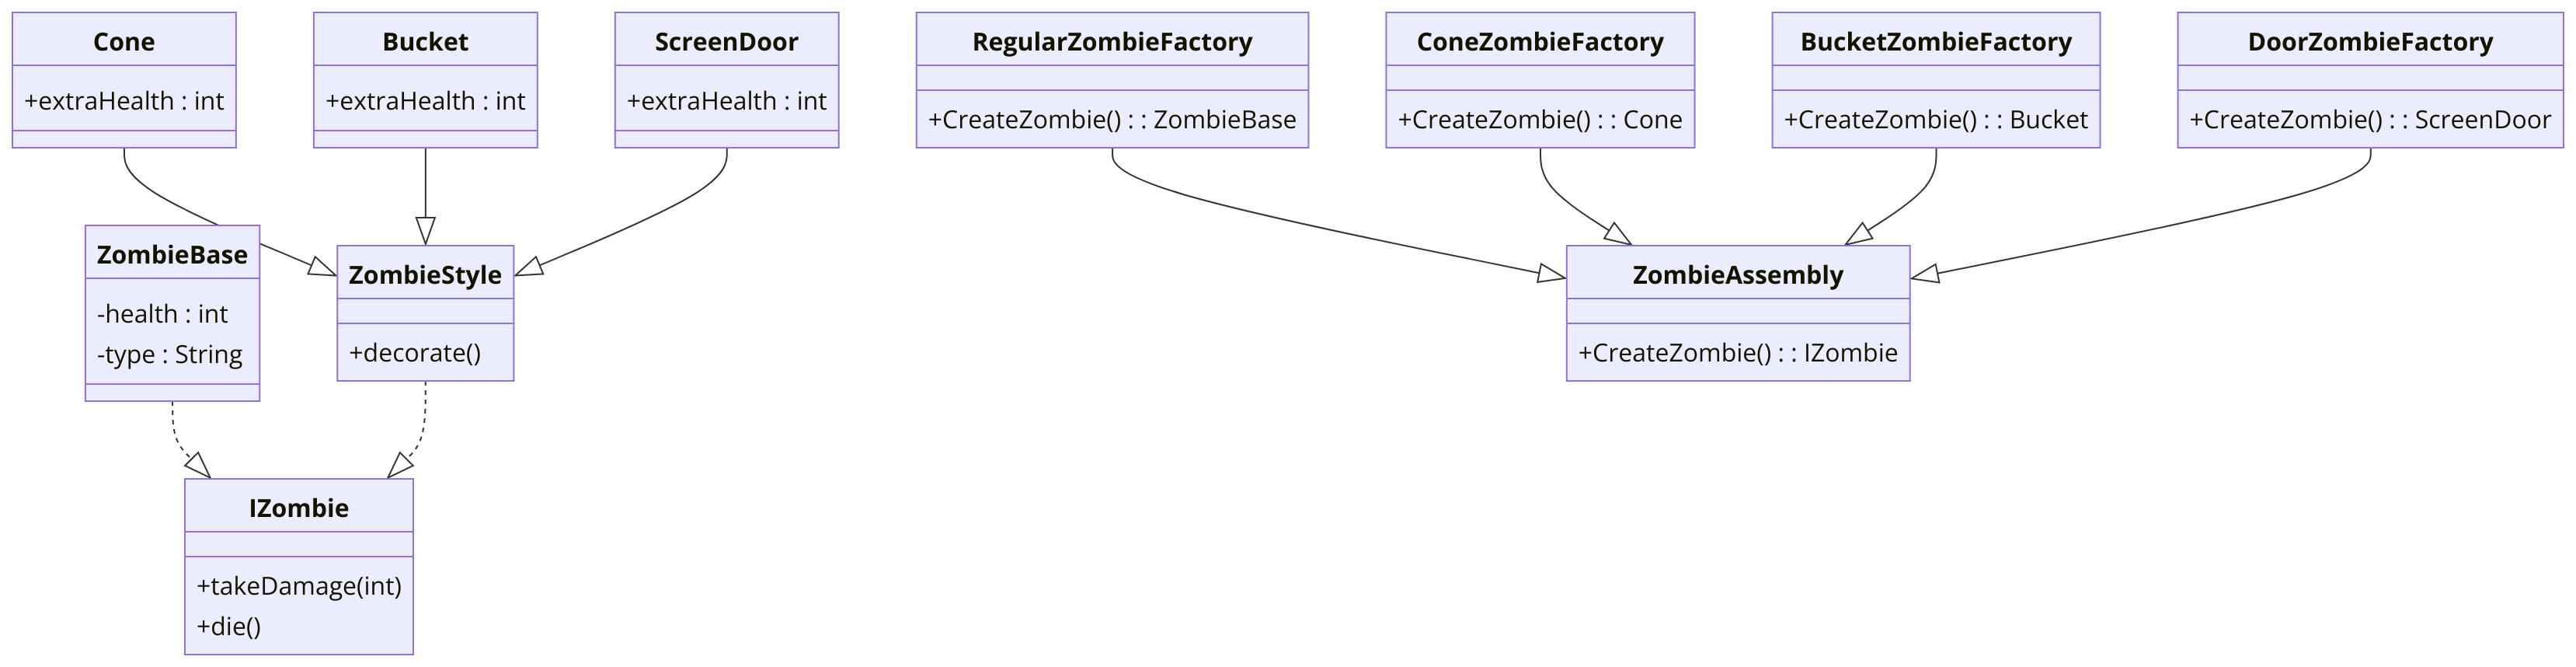 Cone
+extraHealth : int
Bucket
+extraHealth : int
ScreenDoor
+extraHealth : int
RegularZombieFactory
+CreateZombie() : : ZombieBase
ConeZombieFactory
+CreateZombie() : : Cone
BucketZombieFactory
+CreateZombie() : : Bucket
DoorZombieFactory
+CreateZombie() : : ScreenDoor
ZombieBase
-health : int
-type : String
ZombieStyle
+decorate()
ZombieAssembly
+CreateZombie() : : IZombie
IZombie
+takeDamage(int)
+die()